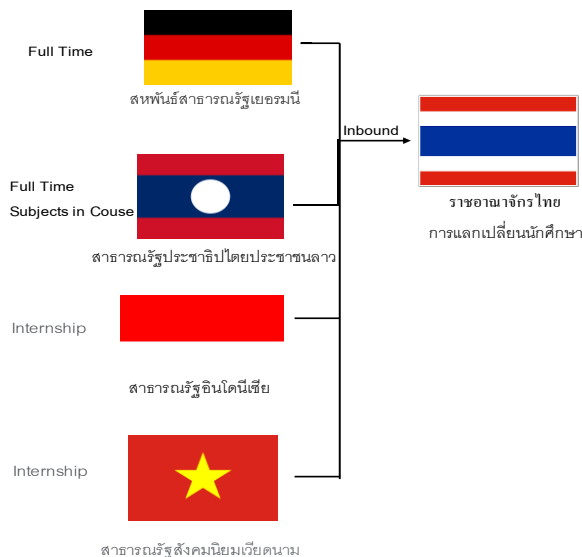 Full Time
สหพันธ์สาธารณรัฐเยอรมนี
Inbound
ราชอาณาจักรไทย
การแลกเปลี่ยนนักศึกษา
Full Time
Subjects in Couse
สาธารณรัฐประชาธิปไตยประชาชนลาว
Internship
สาธารณรัฐอินโดนีเซีย
Internship
สาธารณรัฐสังคมนิยมเวียดนาม